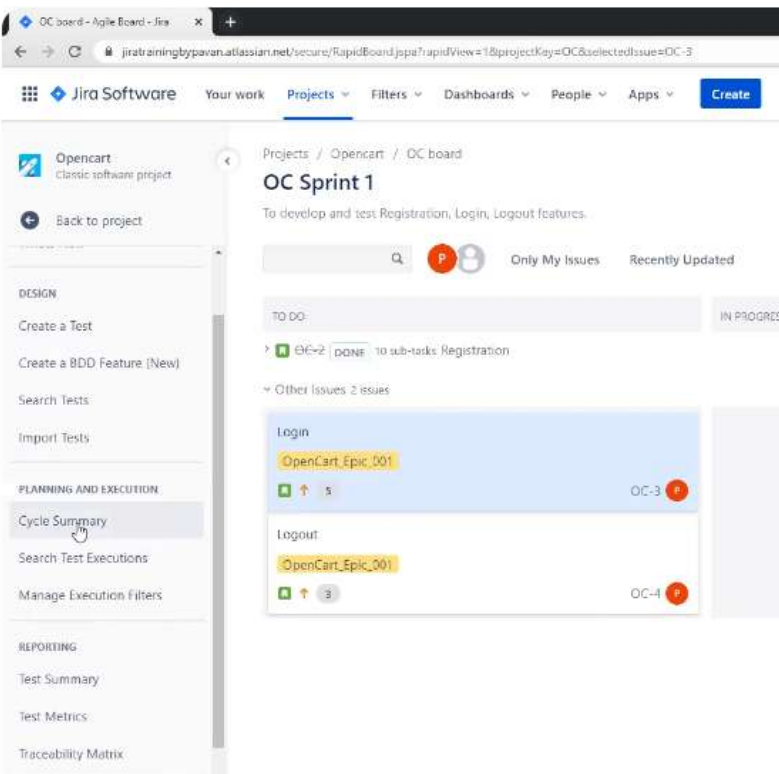 OC board - Agile Board - Jira
jiratrainingbypavan.atlassian.net/secure/RapidBoard.jspa?rapidView=1&projectKey=OC&selectedIssue=OC-3
Jira Software Your work Projects Filters Dashboards People Apps Create
Opencart
Classic software project
Back to project
DESIGN
Create a Test
Create a BDD Feature (New)
Search Tests
Import Tests
PLANNING AND EXECUTION
Cycle Summary
Search Test Executions
Manage Execution Filters
REPORTING
Test Summary
Test Metrics
Traceability Matrix
Projects / Opencart / OC board
OC Sprint 1
To develop and test Registration, Login, Logout features.
P Only My Issues Recently Updated
TO DO IN PROGRES
OC-2 DONE 10 sub-tasks Registration
Other Issues 2 issues
Login
OpenCart_Epic_001
5 OC-3 P
Logout
OpenCart_Epic_001
3 OC-4 P